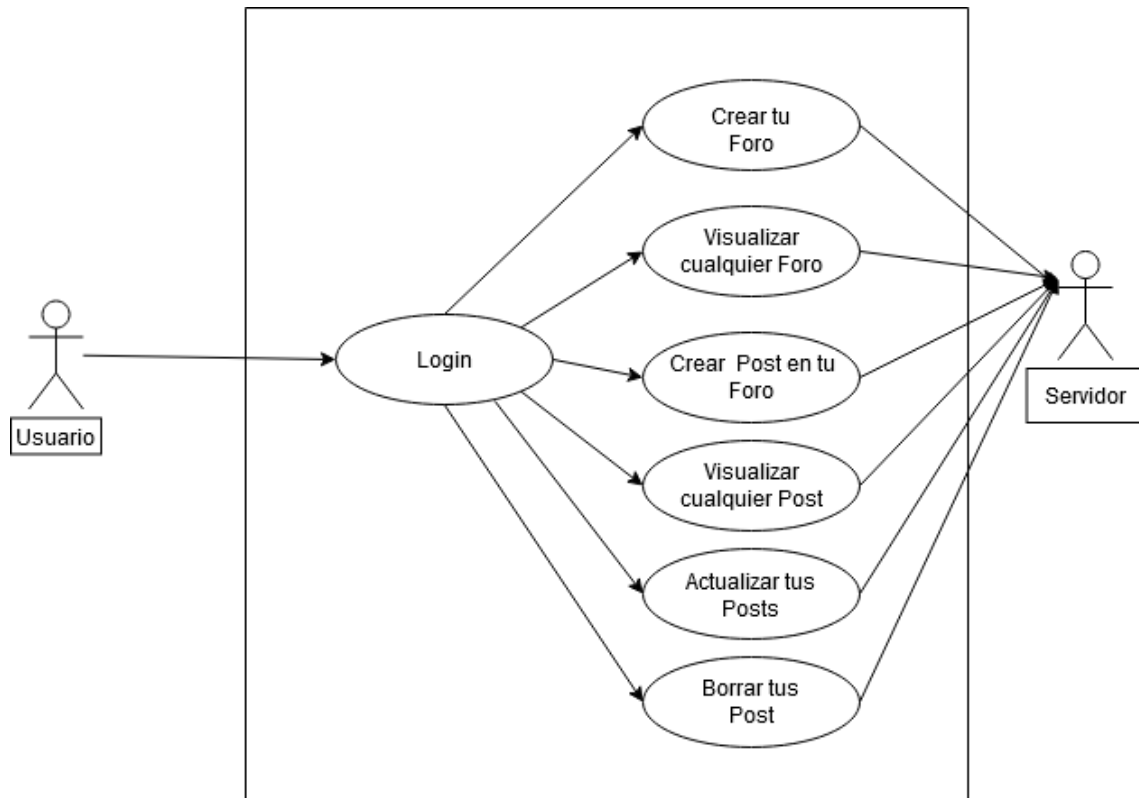 Crear tu
Foro
Visualizar
cualquier Foro
Login
Crear Post en tu
Foro
Usuario
Servidor
Visualizar
cualquier Post
Actualizar tus
Posts
Borrar tus
Post